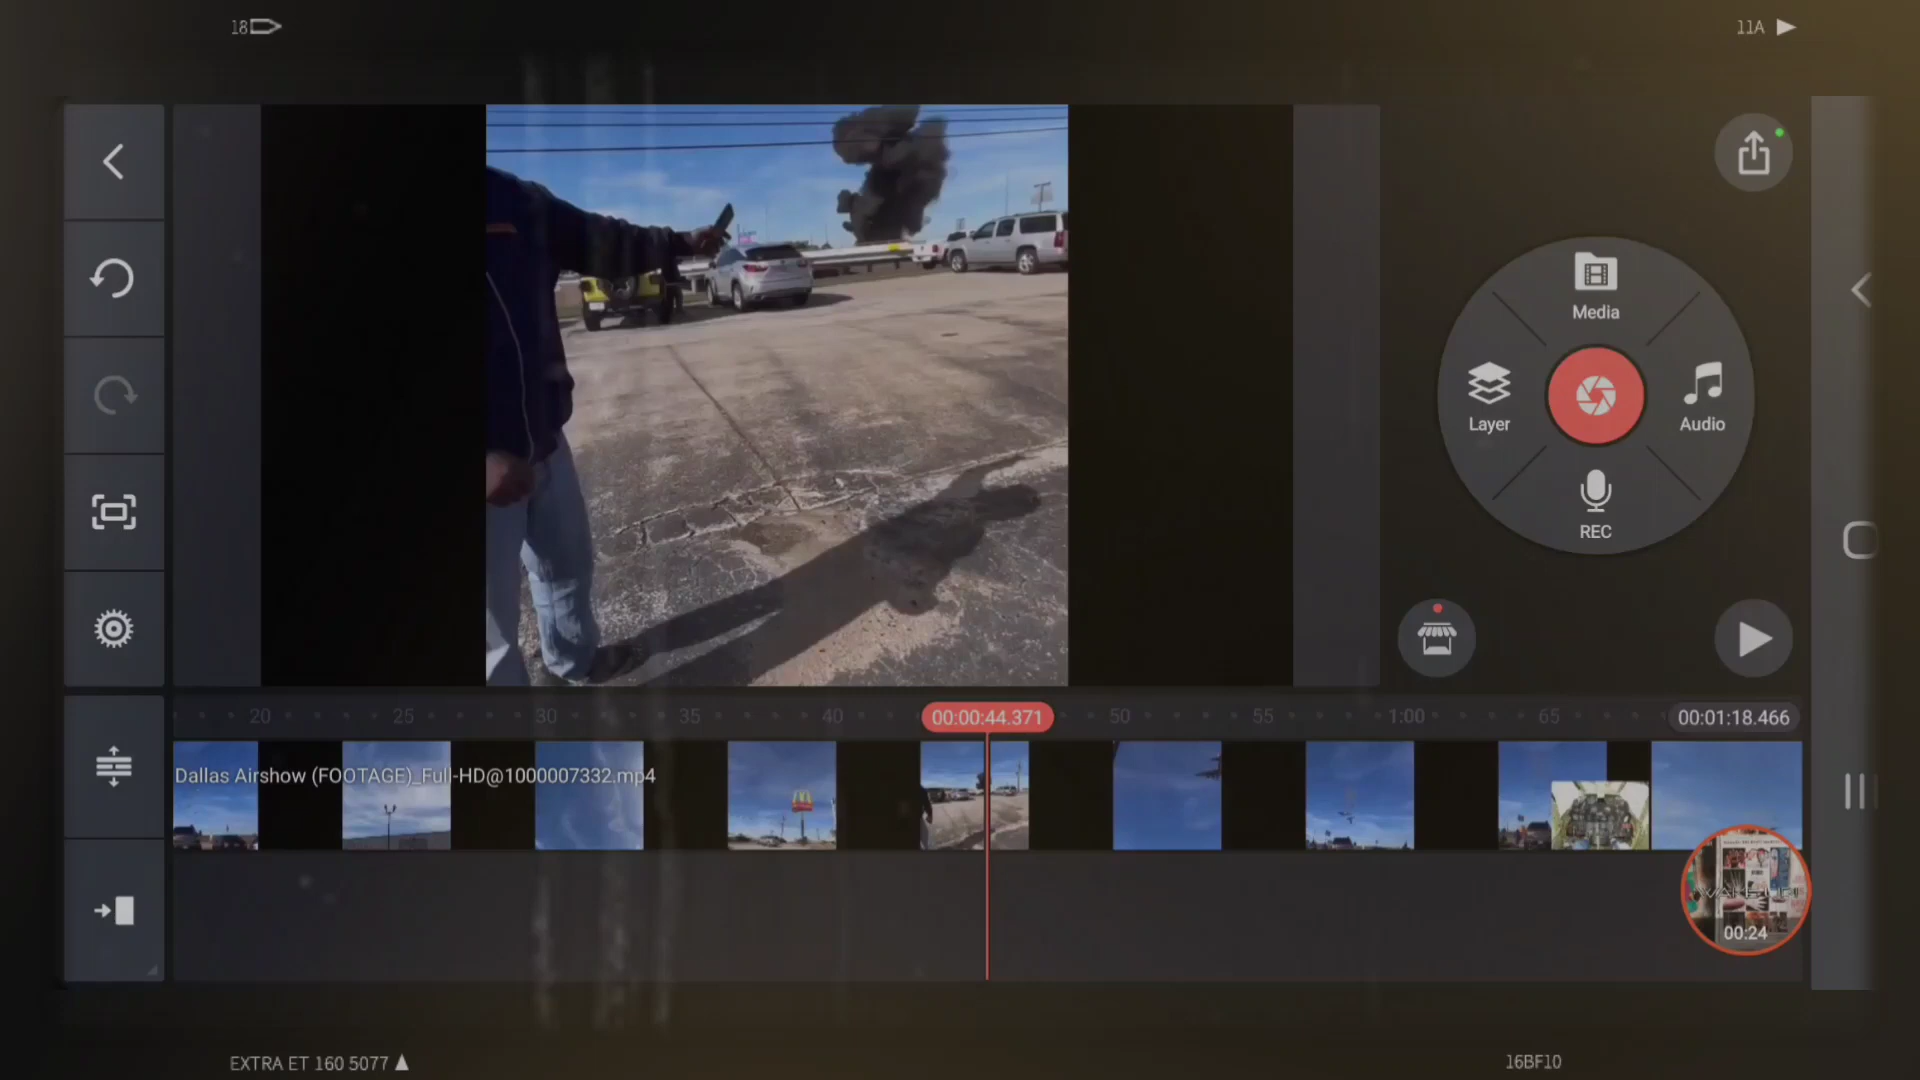 18
11A
Media
Layer
Audio
REC
20
25
30
35
40
00:00:44.371
50
55
1:00
65
00:01:18.466
Dallas Airshow (FOOTAGE)_Full-HD@1000007332.mp4
00:24
EXTRA ET 160 5077
16BF10